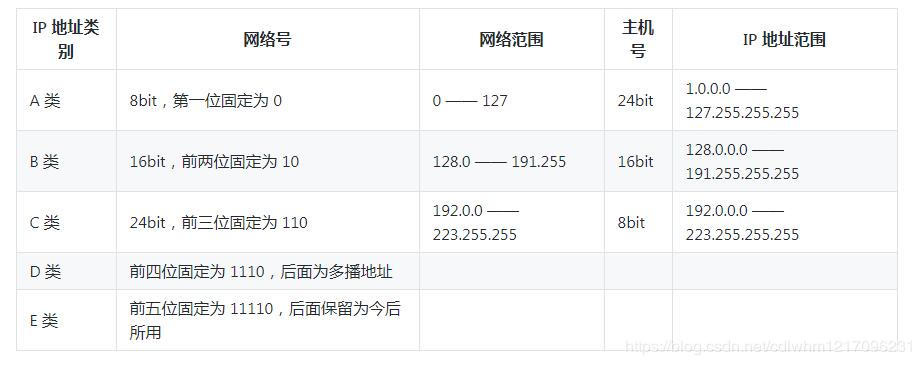 IP 地址类别 网络号 网络范围 主机号 IP 地址范围
A 类 8bit，第一位固定为 0 0 —— 127 24bit 1.0.0.0 ——
127.255.255.255
B 类 16bit，前两位固定为 10 128.0 —— 191.255 16bit 128.0.0.0 ——
191.255.255.255
C 类 24bit，前三位固定为 110 192.0.0 ——
223.255.255 8bit 192.0.0.0 ——
223.255.255.255
D 类 前四位固定为 1110，后面为多播地址
E 类 前五位固定为 11110，后面保留为今后
所用
https://blog.csdn.net/cdlwhm1217096231